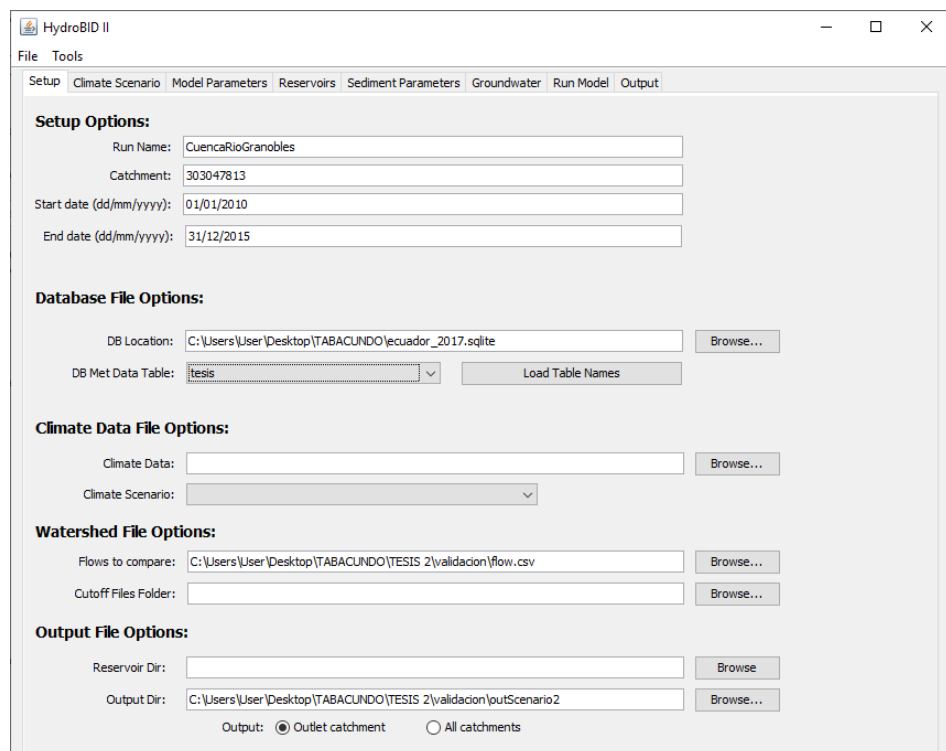 HydroBID II
File Tools
Setup Climate Scenario Model Parameters Reservoirs Sediment Parameters Groundwater Run Model Output
Setup Options:
Run Name: CuencaRioGranobles
Catchment: 303047813
Start date (dd/mm/yyyy): 01/01/2010
End date (dd/mm/yyyy): 31/12/2015
Database File Options:
DB Location: C:\Users\User\Desktop\TABACUNDO\ecuador_2017.sqlite Browse...
DB Met Data Table: tesis Load Table Names
Climate Data File Options:
Climate Data: Browse...
Climate Scenario:
Watershed File Options:
Flows to compare: C:\Users\User\Desktop\TABACUNDO\TESIS 2\validacion\flow.csv Browse...
Cutoff Files Folder: Browse...
Output File Options:
Reservoir Dir: Browse
Output Dir: C:\Users\User\Desktop\TABACUNDO\TESIS 2\validacion\outScenario2 Browse...
Output: Outlet catchment All catchments